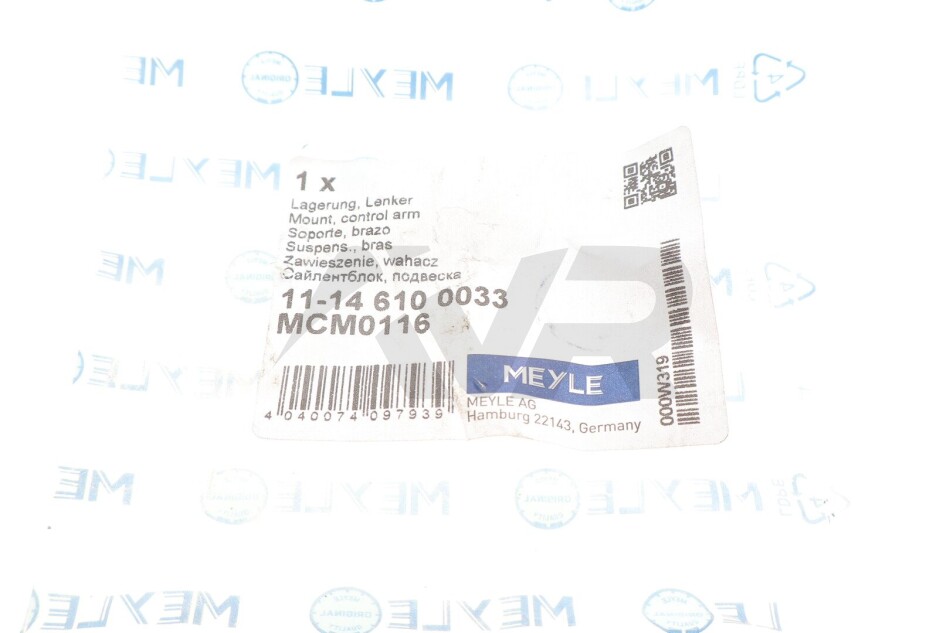 1 x
Lagerung, Lenker
Mount, control arm
Soporte, brazo
Suspens., bras
Zawieszenie, wahacz
Сайлентблок, подвеска
11-14 610 0033
MCM0116
4 040074 097939
MEYLE
MEYLE AG
Hamburg 22143, Germany
000W319
AVR